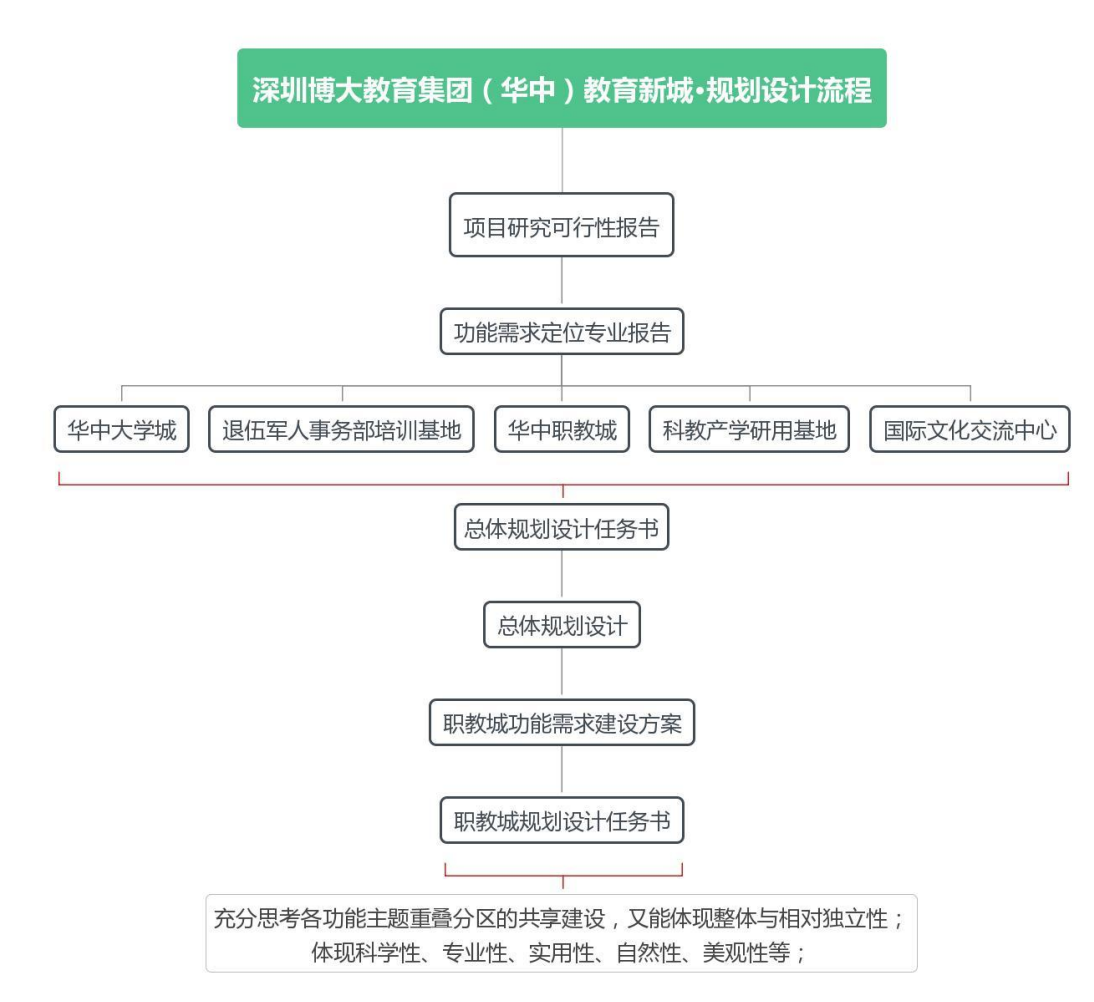 深圳博大教育集团（华中）教育新城·规划设计流程
项目研究可行性报告
功能需求定位专业报告
华中大学城
退伍军人事务部培训基地
华中职教城
科教产学研用基地
国际文化交流中心
总体规划设计任务书
总体规划设计
职教城功能需求建设方案
职教城规划设计任务书
充分思考各功能主题重叠分区的共享建设，又能体现整体与相对独立性；
体现科学性、专业性、实用性、自然性、美观性等；